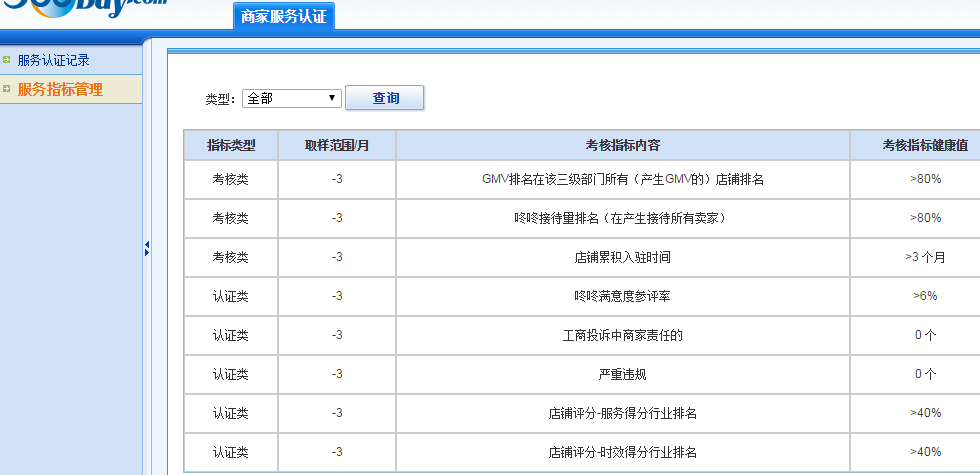 360buy.com
商家服务认证
服务认证记录
服务指标管理
类型： 全部 查询
指标类型 取样范围/月 考核指标内容 考核指标健康值
考核类 -3 GMV排名在该三级部门所有（产生GMV的）店铺排名 >80%
考核类 -3 咚咚接待量排名（在产生接待所有卖家） >80%
考核类 -3 店铺累积入驻时间 >3 个月
认证类 -3 咚咚满意度参评率 >6%
认证类 -3 工商投诉中商家责任的 0 个
认证类 -3 严重违规 0 个
认证类 -3 店铺评分-服务得分行业排名 >40%
认证类 -3 店铺评分-时效得分行业排名 >40%